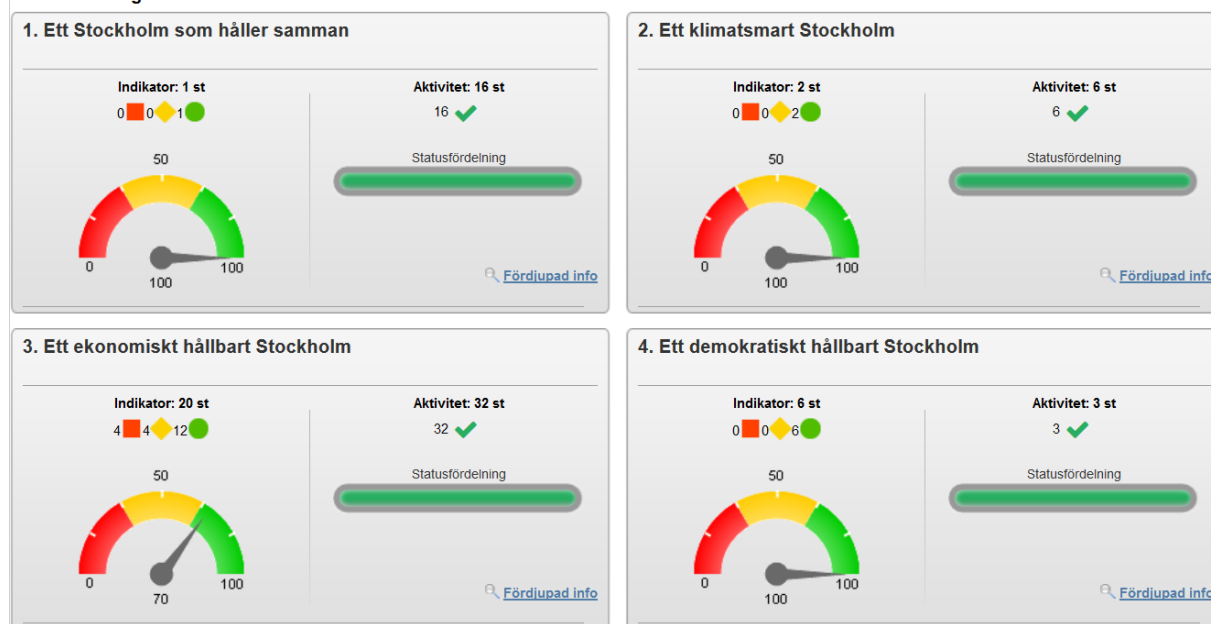 1. Ett Stockholm som håller samman
Indikator: 1 st
0 0 1
50
0 100
100
Aktivitet: 16 st
16
Statusfördelning
Fördjupad info
2. Ett klimatsmart Stockholm
Indikator: 2 st
0 0 2
50
0 100
100
Aktivitet: 6 st
6
Statusfördelning
Fördjupad info
3. Ett ekonomiskt hållbart Stockholm
Indikator: 20 st
4 4 12
50
0 100
70
Aktivitet: 32 st
32
Statusfördelning
Fördjupad info
4. Ett demokratiskt hållbart Stockholm
Indikator: 6 st
0 0 6
50
0 100
100
Aktivitet: 3 st
3
Statusfördelning
Fördjupad info